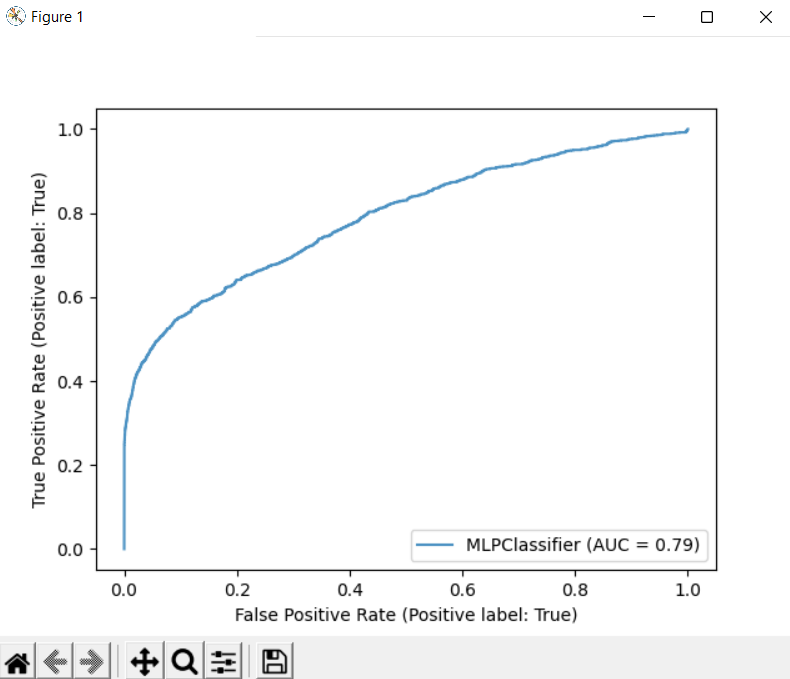 Figure 1
1.0
0.8
0.6
0.4
0.2
0.0
True Positive Rate (Positive label: True)
MLPClassifier (AUC = 0.79)
0.0 0.2 0.4 0.6 0.8 1.0
False Positive Rate (Positive label: True)